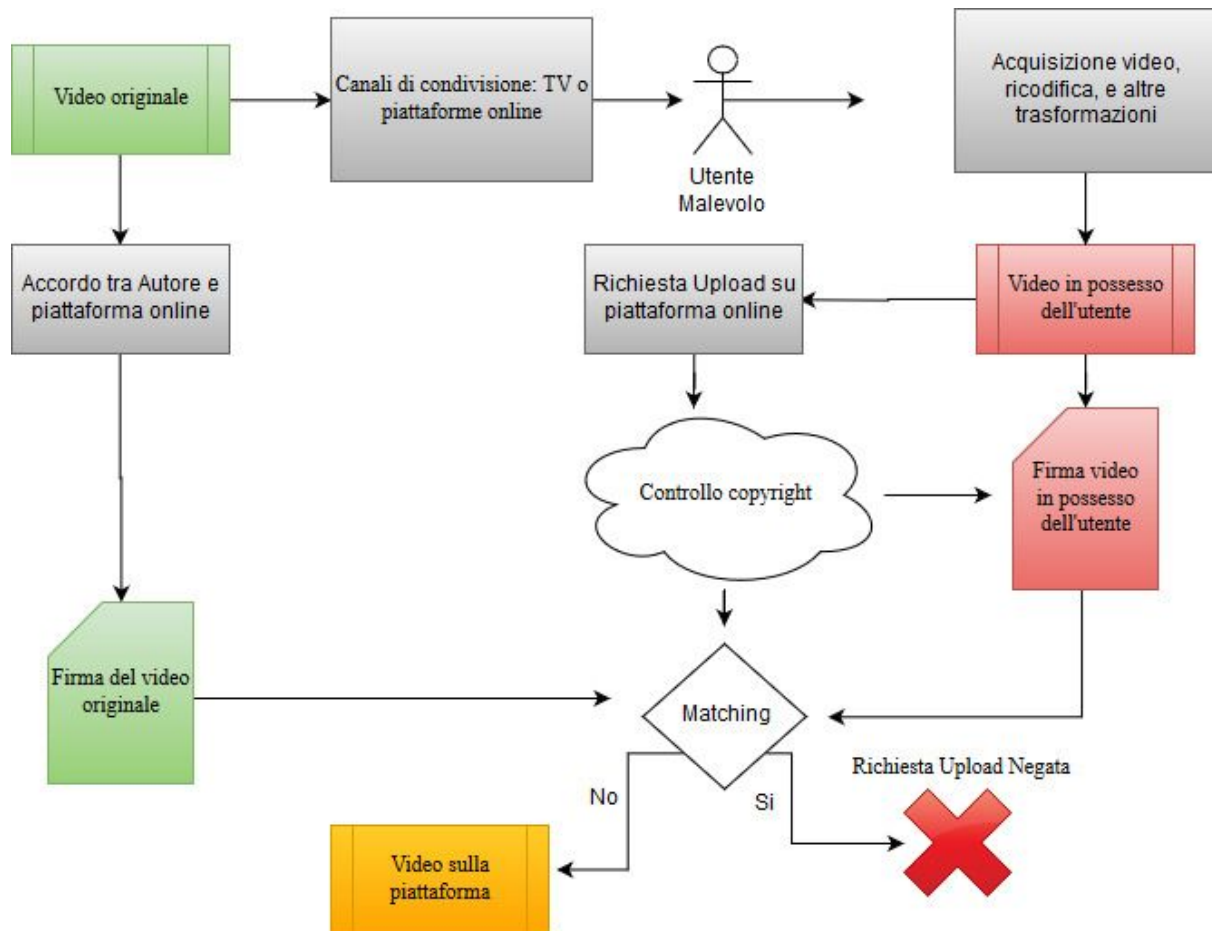 Video originale
Canali di condivisione: TV o
piattaforme online
Acquisizione video,
ricodifica, e altre
trasformazioni
Utente
Malevolo
Accordo tra Autore e
piattaforma online
Richiesta Upload su
piattaforma online
Video in possesso
dell'utente
Controllo copyright
Firma video
in possesso
dell'utente
Firma del video
originale
Matching
No
Si
Richiesta Upload Negata
Video sulla
piattaforma